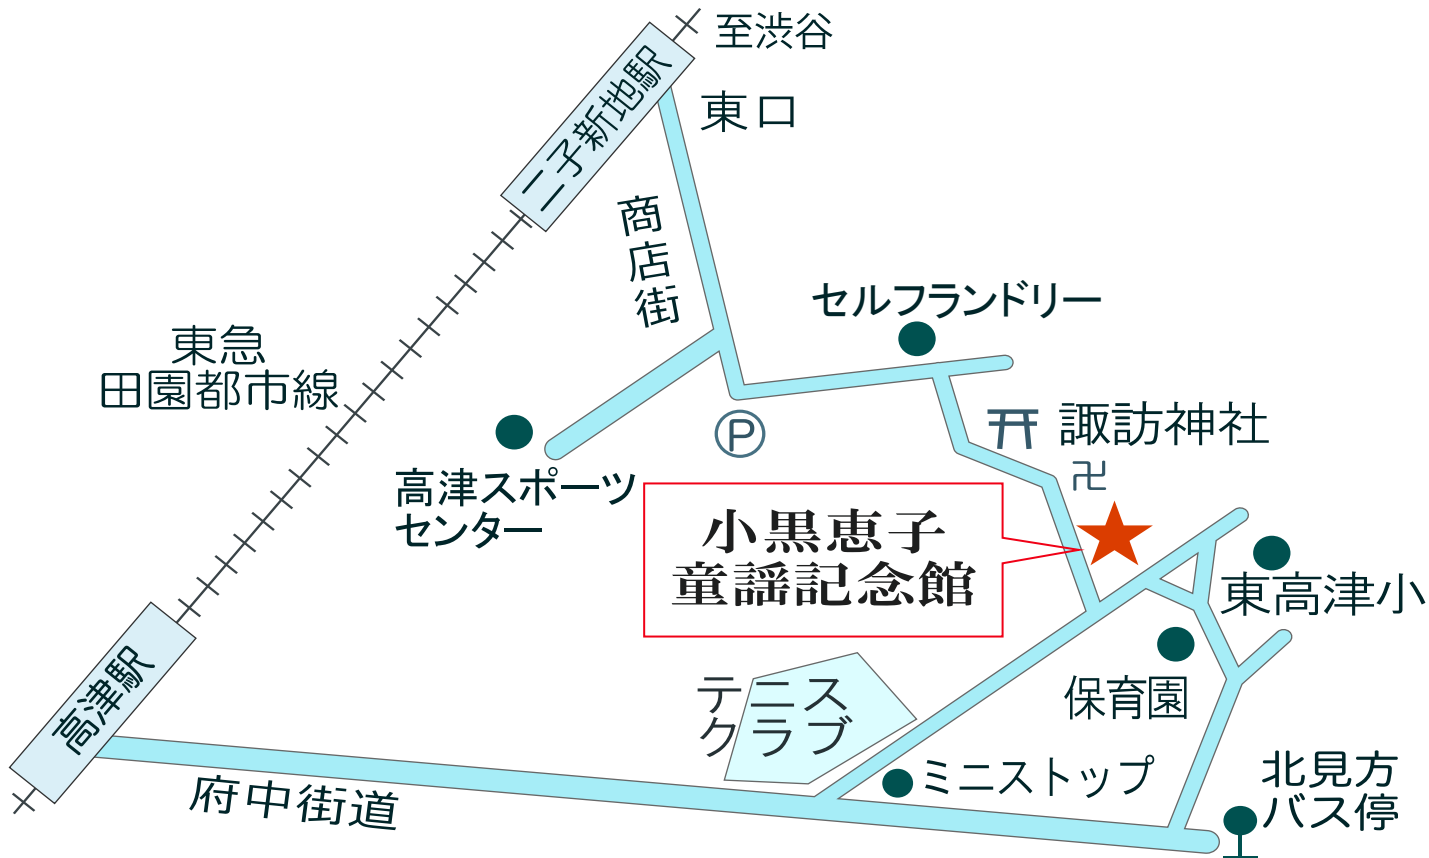 至渋谷
二子新地駅
東口
商店街
セルフランドリー
東急
田園都市線
諏訪神社
卍
P
高津スポーツ
センター
小黒恵子
童謡記念館
東高津小
高津駅
保育園
テニス
クラブ
ミニストップ
府中街道
北見方
バス停